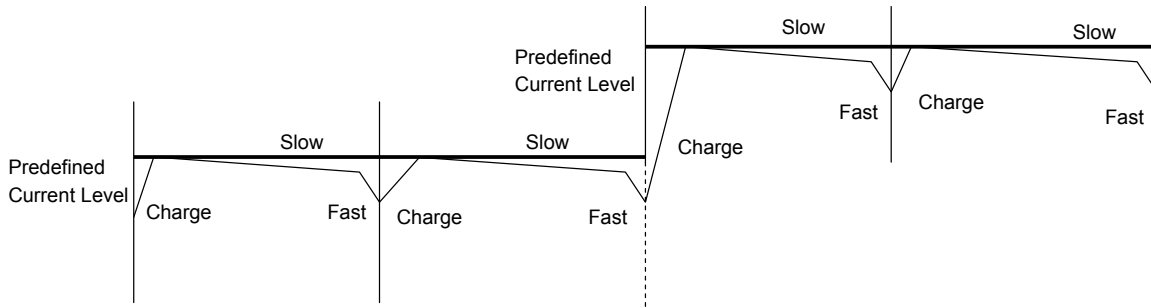 Slow
Slow
Predefined
Current Level
Fast
Charge
Fast
Charge
Slow
Slow
Predefined
Current Level
Charge
Fast
Charge
Fast